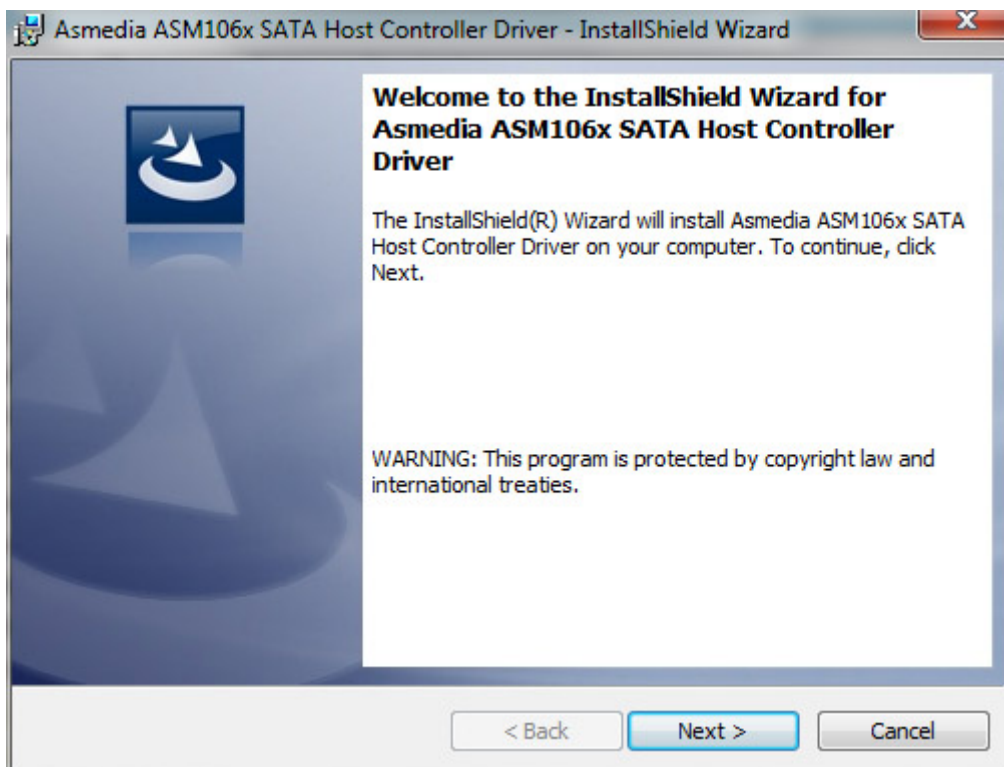 Asmedia ASM106x SATA Host Controller Driver - InstallShield Wizard
Welcome to the InstallShield Wizard for
Asmedia ASM106x SATA Host Controller
Driver
The InstallShield(R) Wizard will install Asmedia ASM106x SATA
Host Controller Driver on your computer. To continue, click
Next.
WARNING: This program is protected by copyright law and
international treaties.
< Back Next > Cancel